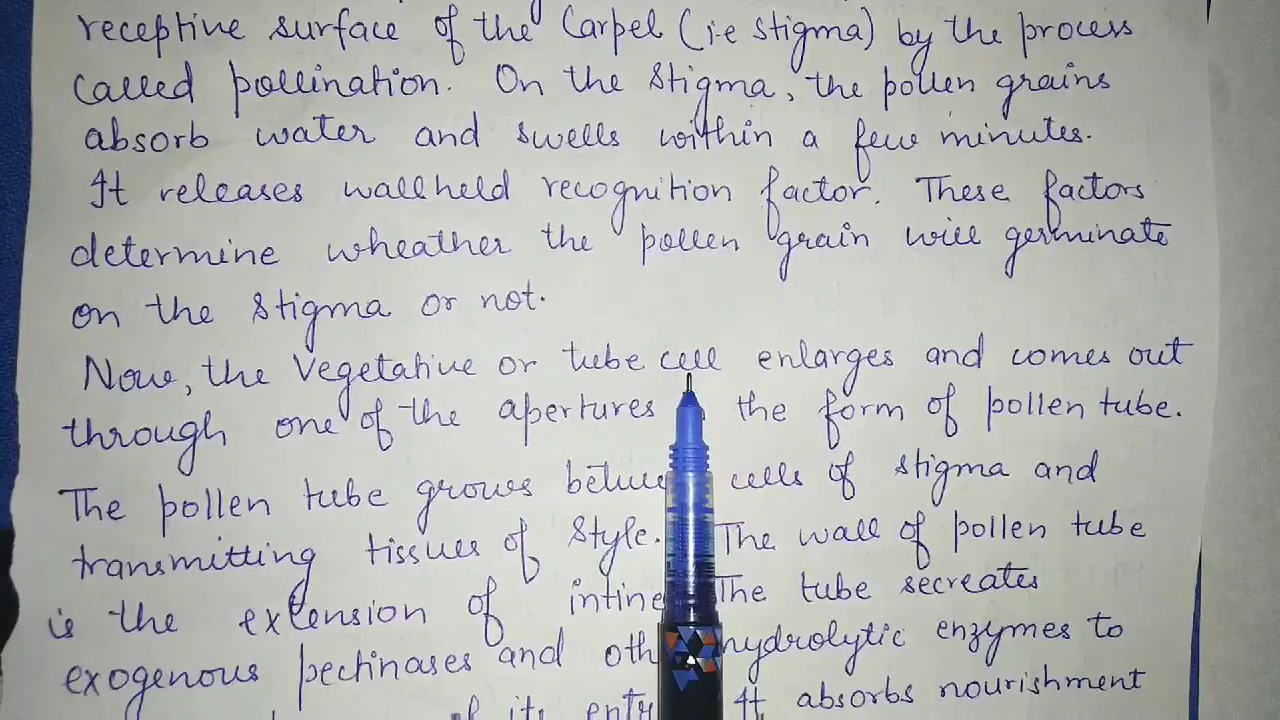 receptive surface of the Carpel (i.e stigma) by the process
called pollination. On the stigma, the pollen grains
absorb water and swells within a few minutes.
It releases wallheld recognition factor. These factors
determine wheather the pollen grain will germinate
on the stigma or not.
Now, the Vegetative or tube cell enlarges and comes out
through one of the apertures the form of pollen tube.
The pollen tube grows cells of stigma and
transmitting tissues of style. The wall of pollen tube
is the extension of intine The tube secreates
exogenous pectinases and hydrolytic enzymes to
of its It absorbs nourishment